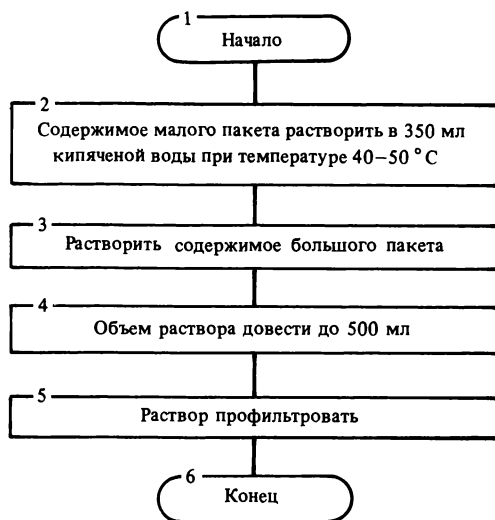 1
Начало
2
Содержимое малого пакета растворить в 350 мл
кипяченой воды при температуре 40–50 °C
3
Растворить содержимое большого пакета
4
Объем раствора довести до 500 мл
5
Раствор профильтровать
6
Конец